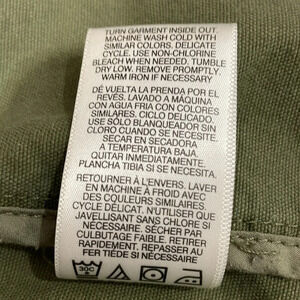 TURN GARMENT INSIDE OUT.
MACHINE WASH COLD WITH
SIMILAR COLORS. DELICATE
CYCLE. USE NON-CHLORINE
BLEACH WHEN NEEDED. TUMBLE
DRY LOW. REMOVE PROMPTLY.
WARM IRON IF NECESSARY
DÉ VUELTA LA PRENDA POR EL
REVÉS. LAVADO A MÁQUINA
CON AGUA FRIA CON COLORES
SIMILARES. CICLO DELICADO.
USE SÓLO BLANQUEADOR SIN
CLORO CUANDO SE NECESITE.
SECAR EN SECADORA
A TEMPERATURA BAJA.
QUITAR INMEDIATAMENTE.
PLANCHA TIBIA SI SE NECESITA.
RETOURNER À L'ENVERS. LAVER
EN MACHINE À FROID AVEC
DES COULEURS SIMILAIRES.
CYCLE DÉLICAT. N'UTILISER QUE
JAVELLISANT SANS CHLORE SI
NÉCESSAIRE. SÉCHER PAR
CULBUTAGE FAIBLE. RETIRER
RAPIDEMENT. REPASSER AU
FER TIÈDE SI NÉCESSAIRE
30C